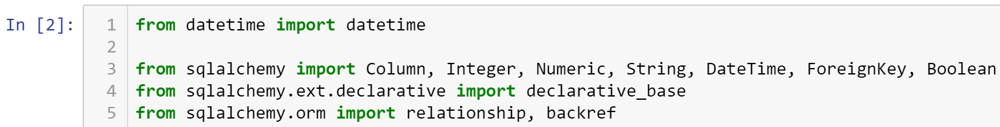 In [2]:
1 from datetime import datetime
2
3 from sqlalchemy import Column, Integer, Numeric, String, DateTime, ForeignKey, Boolean
4 from sqlalchemy.ext.declarative import declarative_base
5 from sqlalchemy.orm import relationship, backref